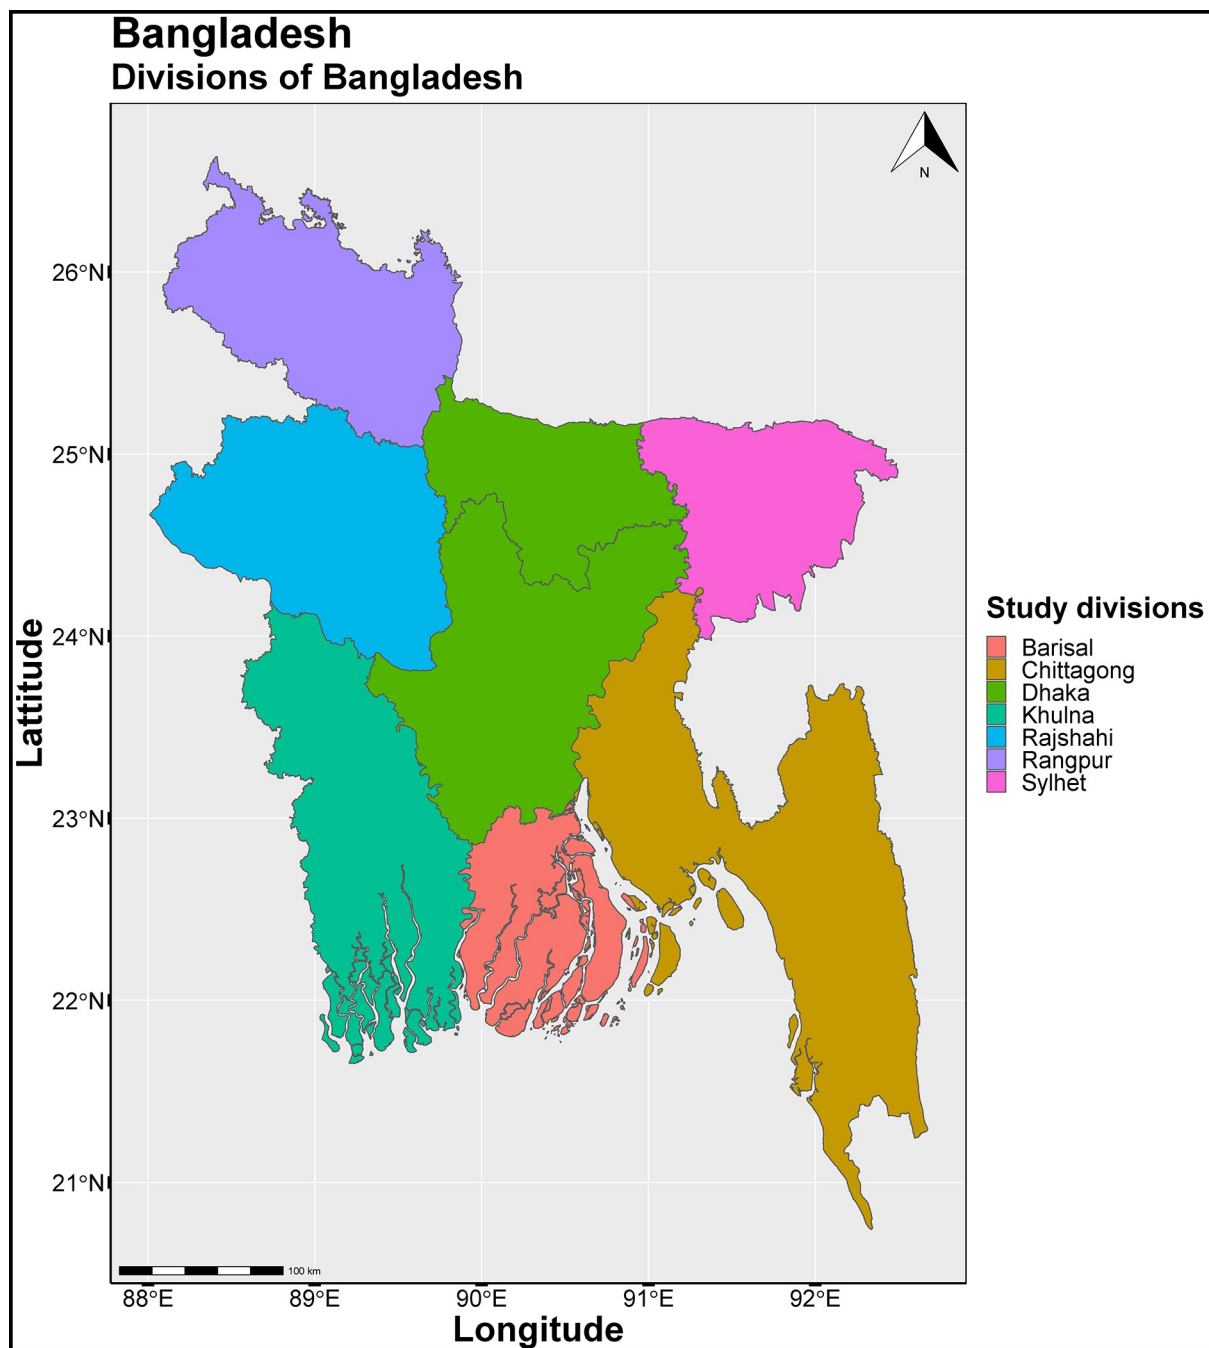 Bangladesh
Divisions of Bangladesh
N
26°N
25°N
24°N
23°N
22°N
21°N
Lattitude
100 km
88°E 89°E 90°E 91°E 92°E
Longitude
Study divisions
Barisal
Chittagong
Dhaka
Khulna
Rajshahi
Rangpur
Sylhet